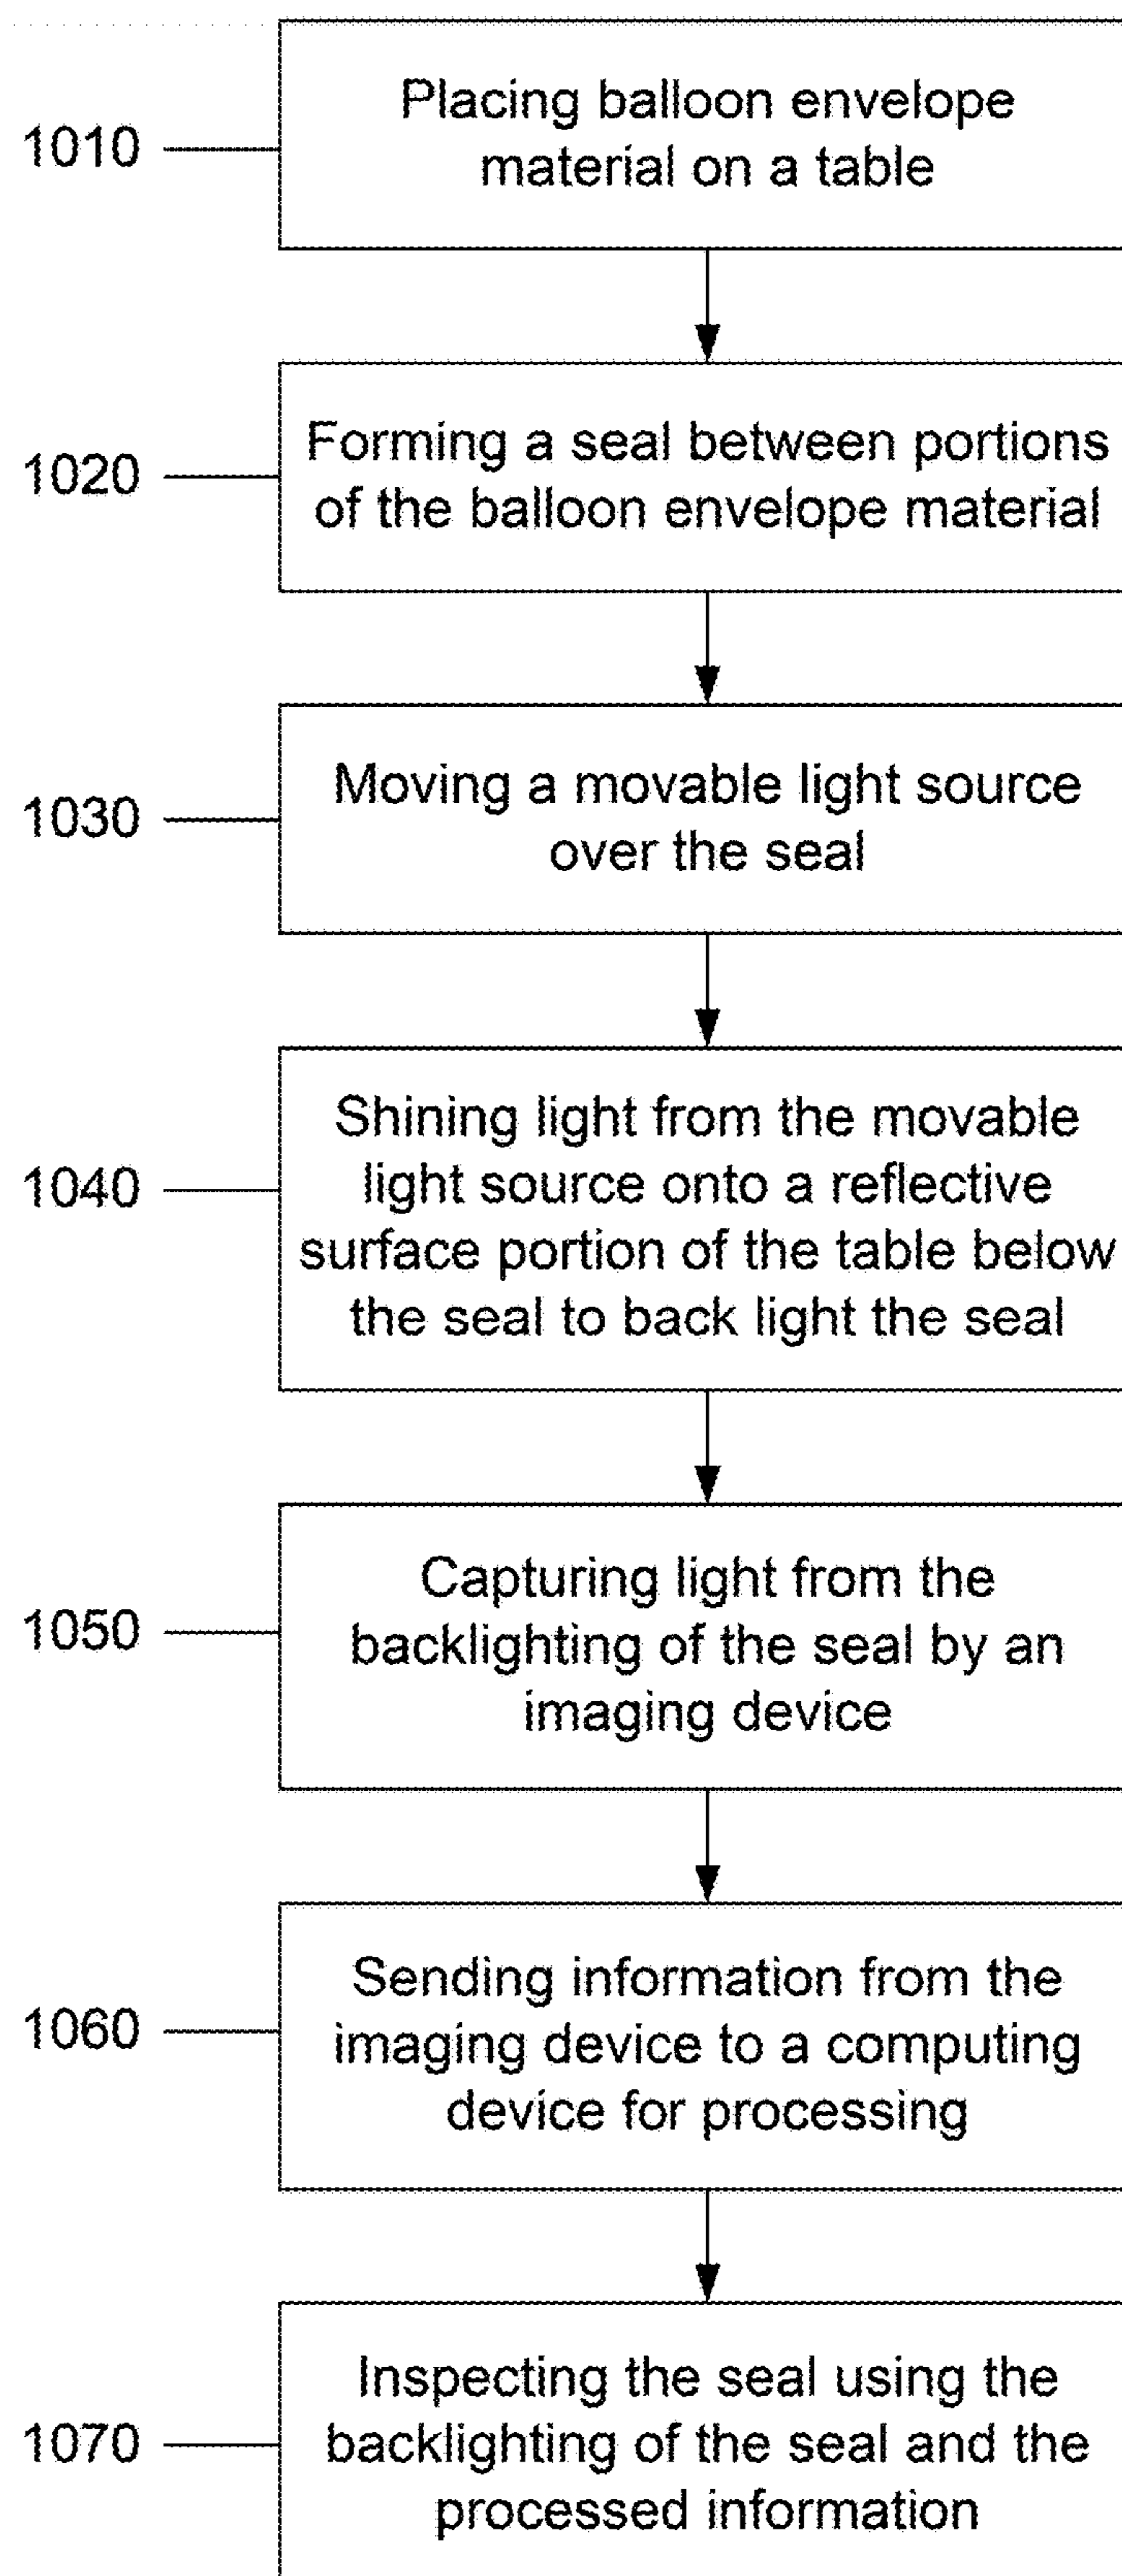 1010
Placing balloon envelope
material on a table
1020
Forming a seal between portions
of the balloon envelope material
1030
Moving a movable light source
over the seal
1040
Shining light from the movable
light source onto a reflective
surface portion of the table below
the seal to back light the seal
1050
Capturing light from the
backlighting of the seal by an
imaging device
1060
Sending information from the
imaging device to a computing
device for processing
1070
Inspecting the seal using the
backlighting of the seal and the
processed information